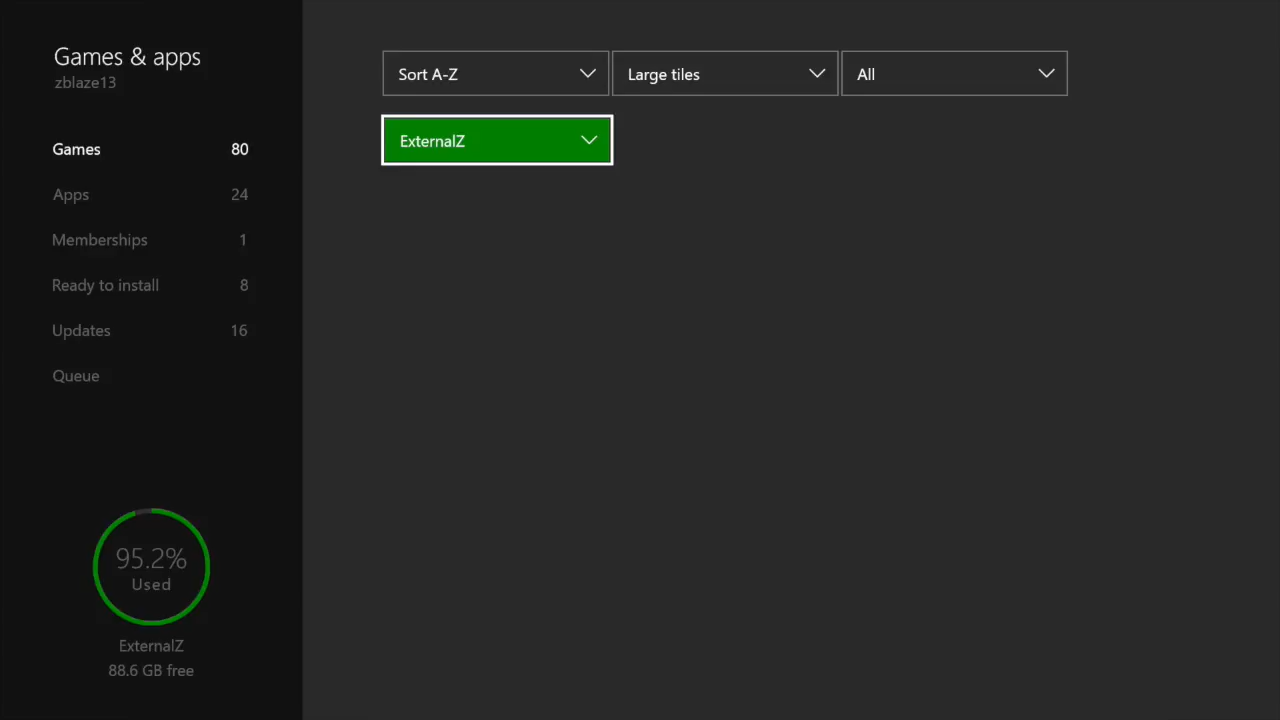 Games & apps
zblaze13
Games 80
Apps 24
Memberships 1
Ready to install 8
Updates 16
Queue
95.2%
Used
ExternalZ
88.6 GB free
Sort A-Z Large tiles All
ExternalZ